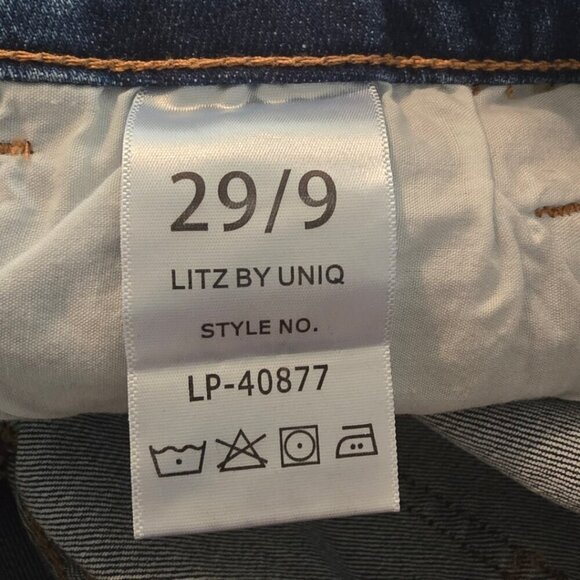 29/9
LITZ BY UNIQ
STYLE NO.
LP-40877